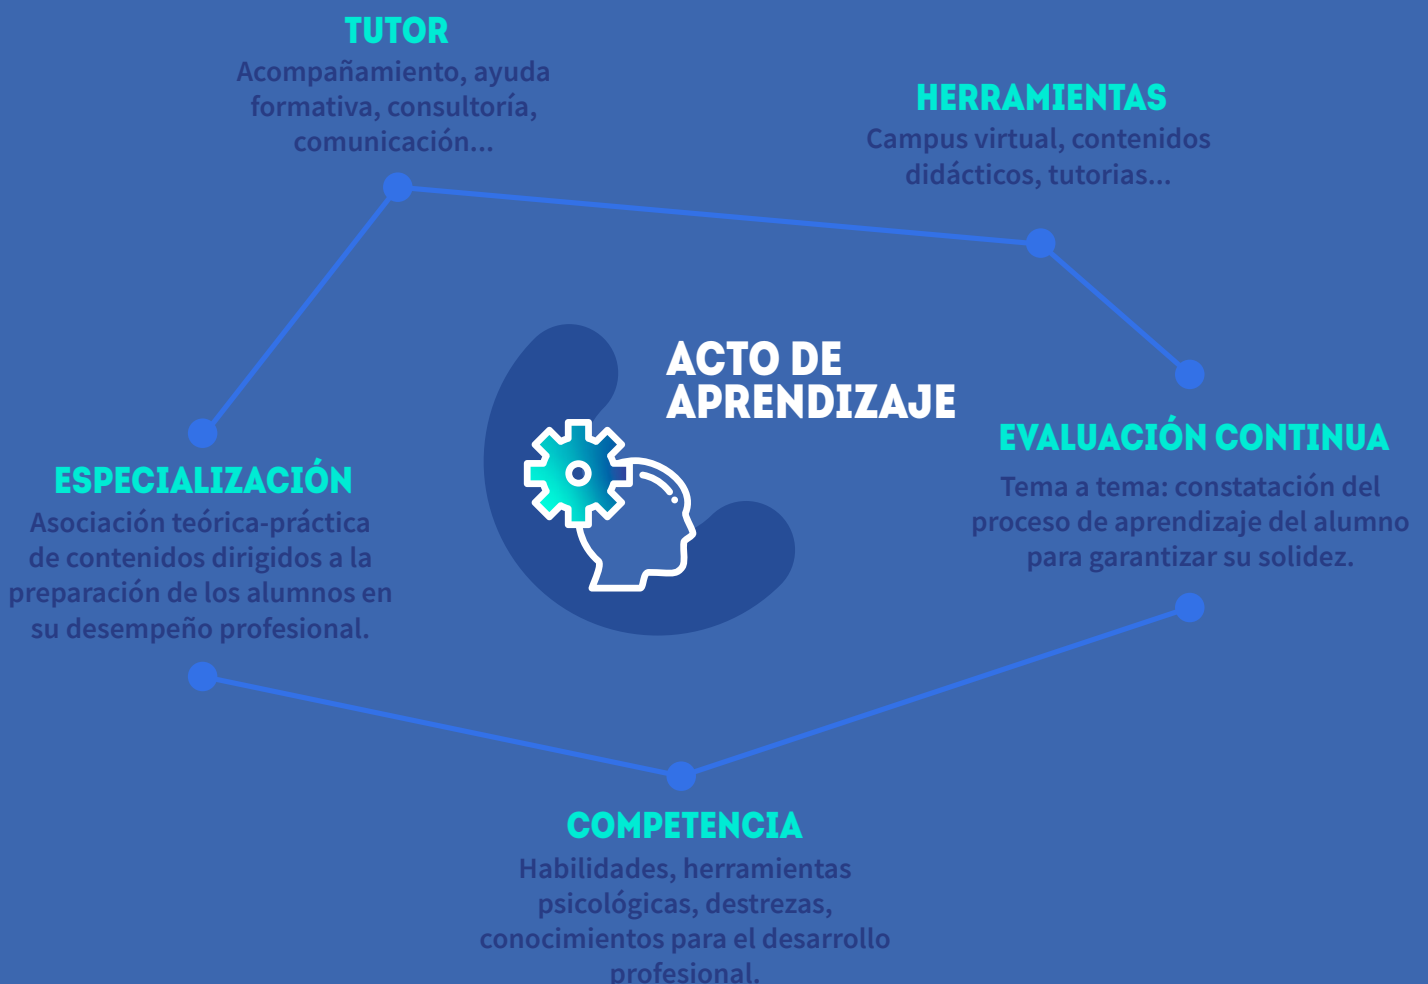 TUTOR
Acompañamiento, ayuda
formativa, consultoría,
comunicación...
HERRAMIENTAS
Campus virtual, contenidos
didácticos, tutorias...
ACTO DE
APRENDIZAJE
EVALUACIÓN CONTINUA
Tema a tema: constatación del
proceso de aprendizaje del alumno
para garantizar su solidez.
ESPECIALIZACIÓN
Asociación teórica-práctica
de contenidos dirigidos a la
preparación de los alumnos en
su desempeño profesional.
COMPETENCIA
Habilidades, herramientas
psicológicas, destrezas,
conocimientos para el desarrollo
profesional.